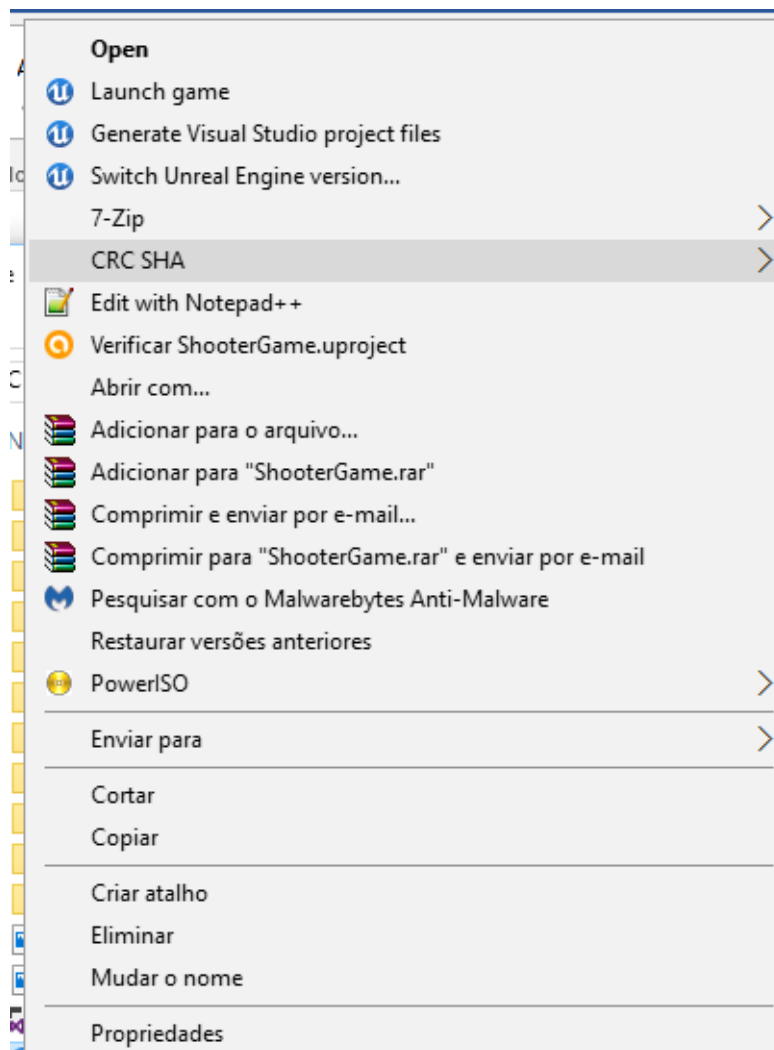 Open
Launch game
Generate Visual Studio project files
Switch Unreal Engine version...
7-Zip
CRC SHA
Edit with Notepad++
Verificar ShooterGame.uproject
Abrir com...
Adicionar para o arquivo...
Adicionar para "ShooterGame.rar"
Comprimir e enviar por e-mail...
Comprimir para "ShooterGame.rar" e enviar por e-mail
Pesquisar com o Malwarebytes Anti-Malware
Restaurar versões anteriores
PowerISO
Enviar para
Cortar
Copiar
Criar atalho
Eliminar
Mudar o nome
Propriedades